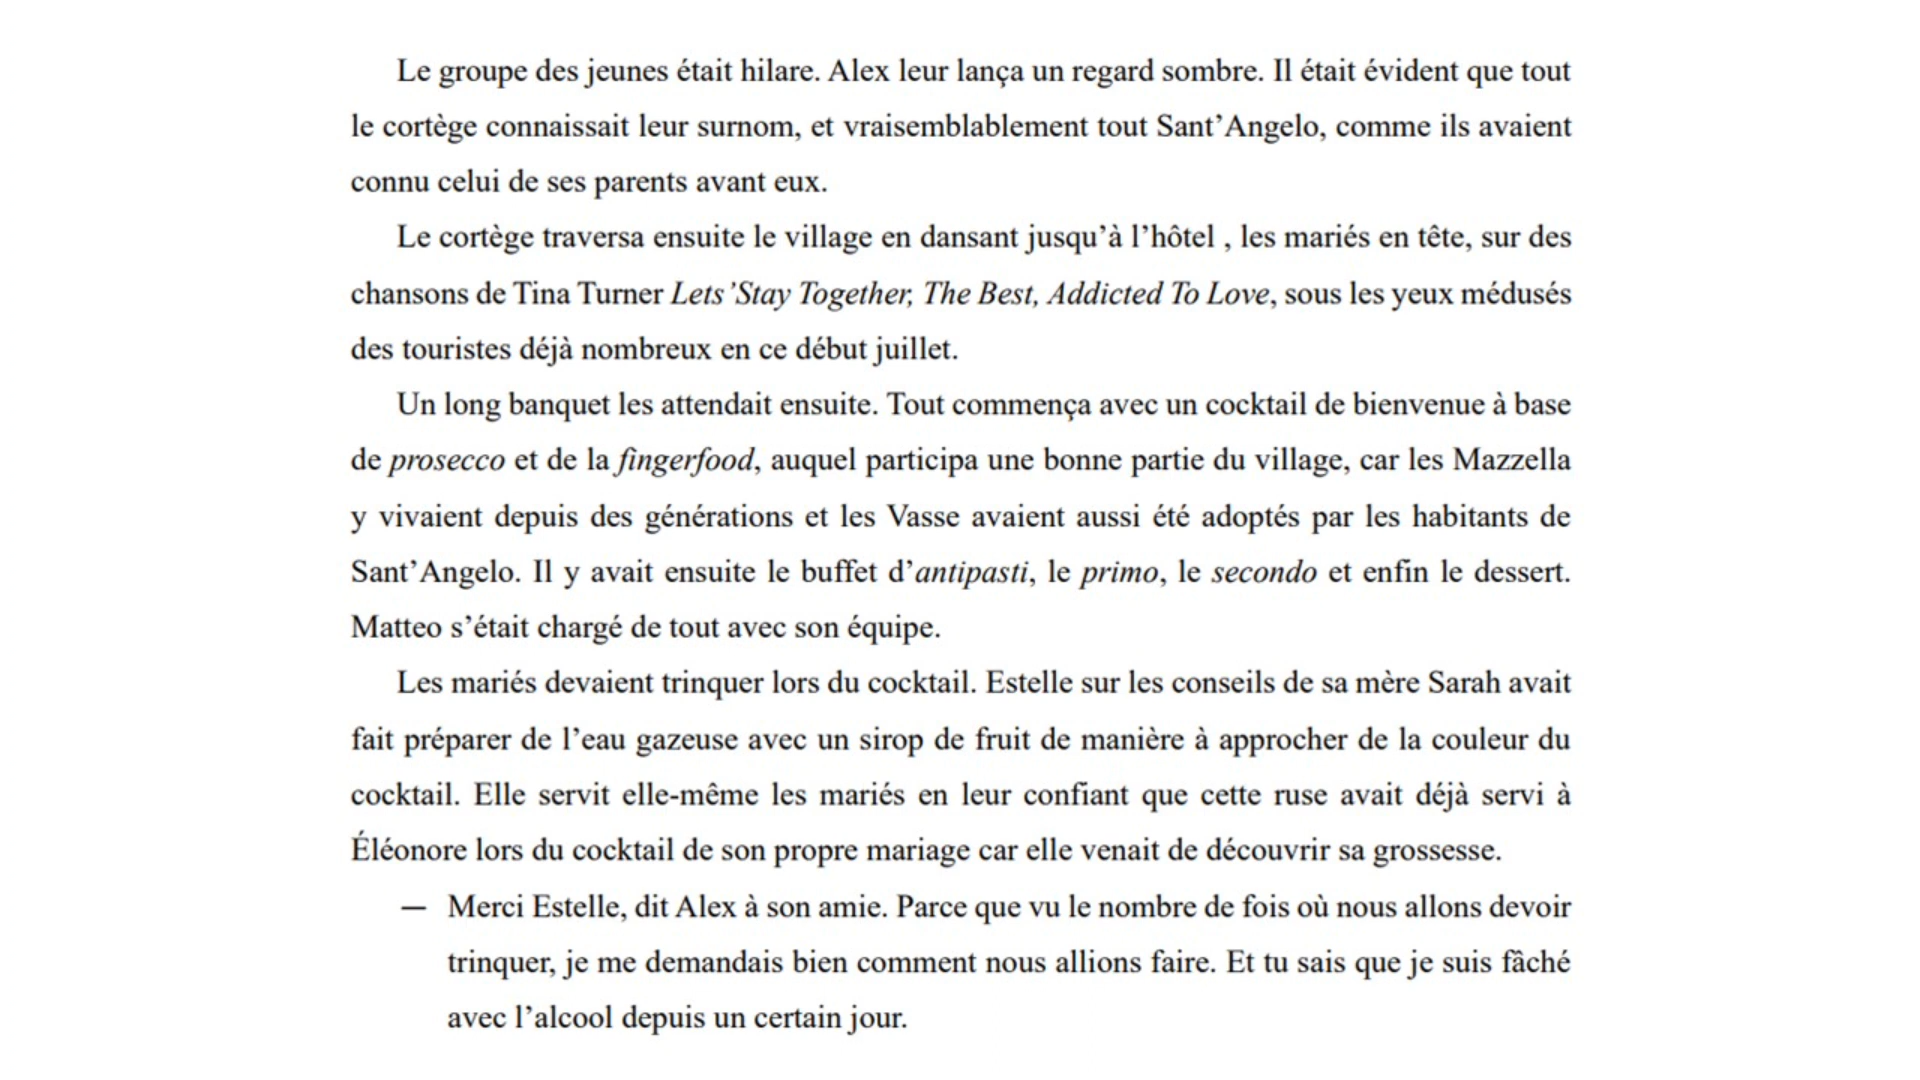 Le groupe des jeunes était hilare. Alex leur lança un regard sombre. Il était évident que tout
le cortège connaissait leur surnom, et vraisemblablement tout Sant’Angelo, comme ils avaient
connu celui de ses parents avant eux.
Le cortège traversa ensuite le village en dansant jusqu’à l’hôtel , les mariés en tête, sur des
chansons de Tina Turner Lets ’Stay Together, The Best, Addicted To Love, sous les yeux médusés
des touristes déjà nombreux en ce début juillet.
Un long banquet les attendait ensuite. Tout commença avec un cocktail de bienvenue à base
de prosecco et de la fingerfood, auquel participa une bonne partie du village, car les Mazzella
y vivaient depuis des générations et les Vasse avaient aussi été adoptés par les habitants de
Sant’Angelo. Il y avait ensuite le buffet d’antipasti, le primo, le secondo et enfin le dessert.
Matteo s’était chargé de tout avec son équipe.
Les mariés devaient trinquer lors du cocktail. Estelle sur les conseils de sa mère Sarah avait
fait préparer de l’eau gazeuse avec un sirop de fruit de manière à approcher de la couleur du
cocktail. Elle servit elle-même les mariés en leur confiant que cette ruse avait déjà servi à
Éléonore lors du cocktail de son propre mariage car elle venait de découvrir sa grossesse.
— Merci Estelle, dit Alex à son amie. Parce que vu le nombre de fois où nous allons devoir
trinquer, je me demandais bien comment nous allions faire. Et tu sais que je suis fâché
avec l’alcool depuis un certain jour.